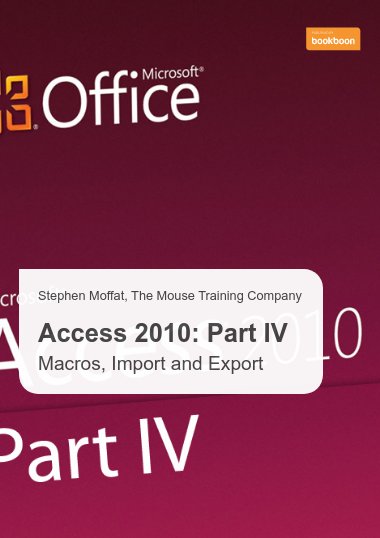 bookboon
Microsoft®
Office®
Stephen Moffat, The Mouse Training Company
Access 2010: Part IV
Macros, Import and Export
2010
Part IV